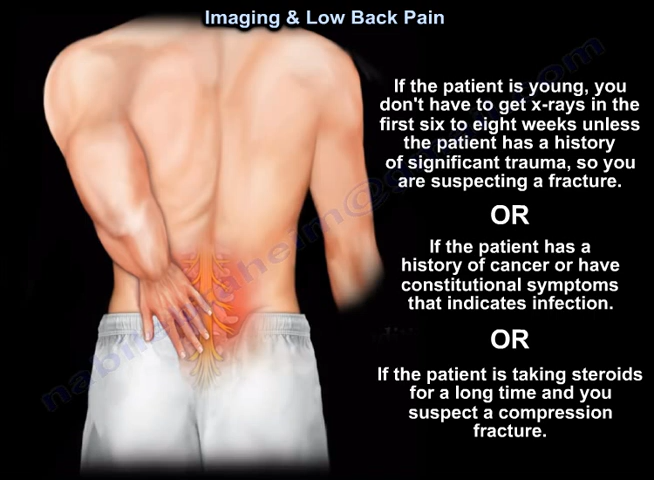 Imaging & Low Back Pain
If the patient is young, you
don't have to get x-rays in the
first six to eight weeks unless
the patient has a history
of significant trauma, so you
are suspecting a fracture.
OR
If the patient has a
history of cancer or have
constitutional symptoms
that indicates infection.
OR
If the patient is taking steroids
for a long time and you
suspect a compression
fracture.